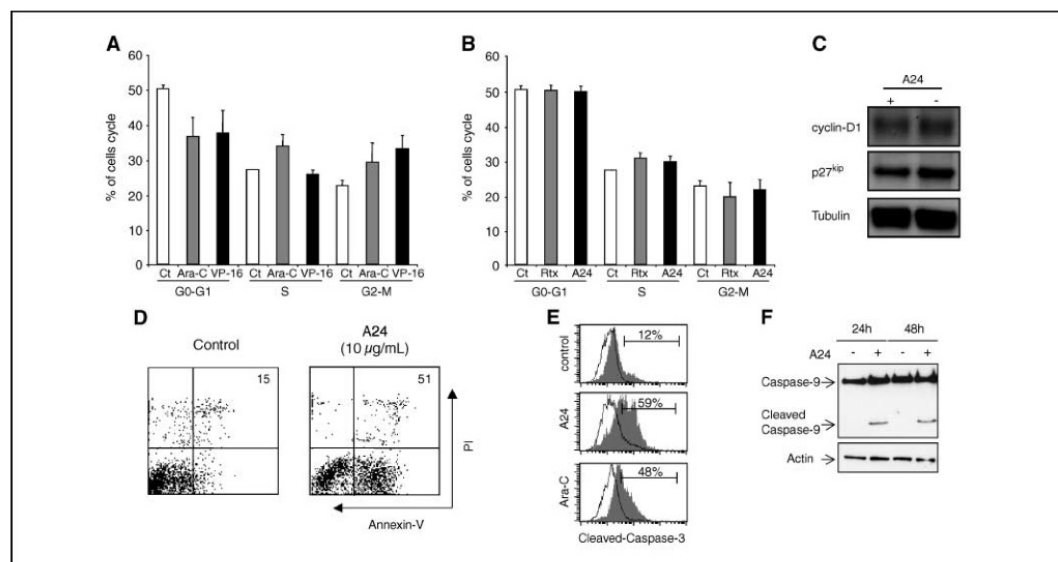 A
60
50
40
30
20
10
0
% of cells cycle
Ct Ara-C VP-16 Ct Ara-C VP-16 Ct Ara-C VP-16
G0-G1 S G2-M
B
60
50
40
30
20
10
0
% of cells cycle
Ct Rtx A24 Ct Rtx A24 Ct Rtx A24
G0-G1 S G2-M
C
A24
+ -
cyclin-D1
p27kip
Tubulin
D
Control
15
A24
(10 µg/mL)
51
PI
Annexin-V
E
control
12%
A24
59%
Ara-C
48%
Cleaved-Caspase-3
F
24h 48h
- + - + A24
Caspase-9
Cleaved
Caspase-9
Actin